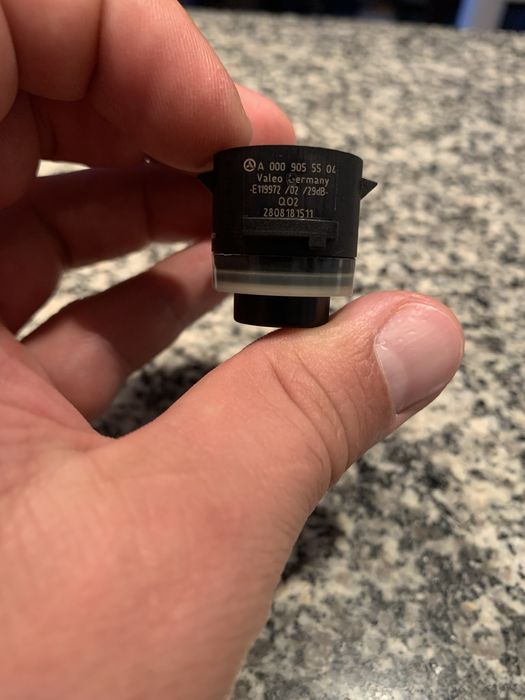 A 000 905 55 04
Valeo Germany
-E119972 /02 /29dB-
Q02
2808181511